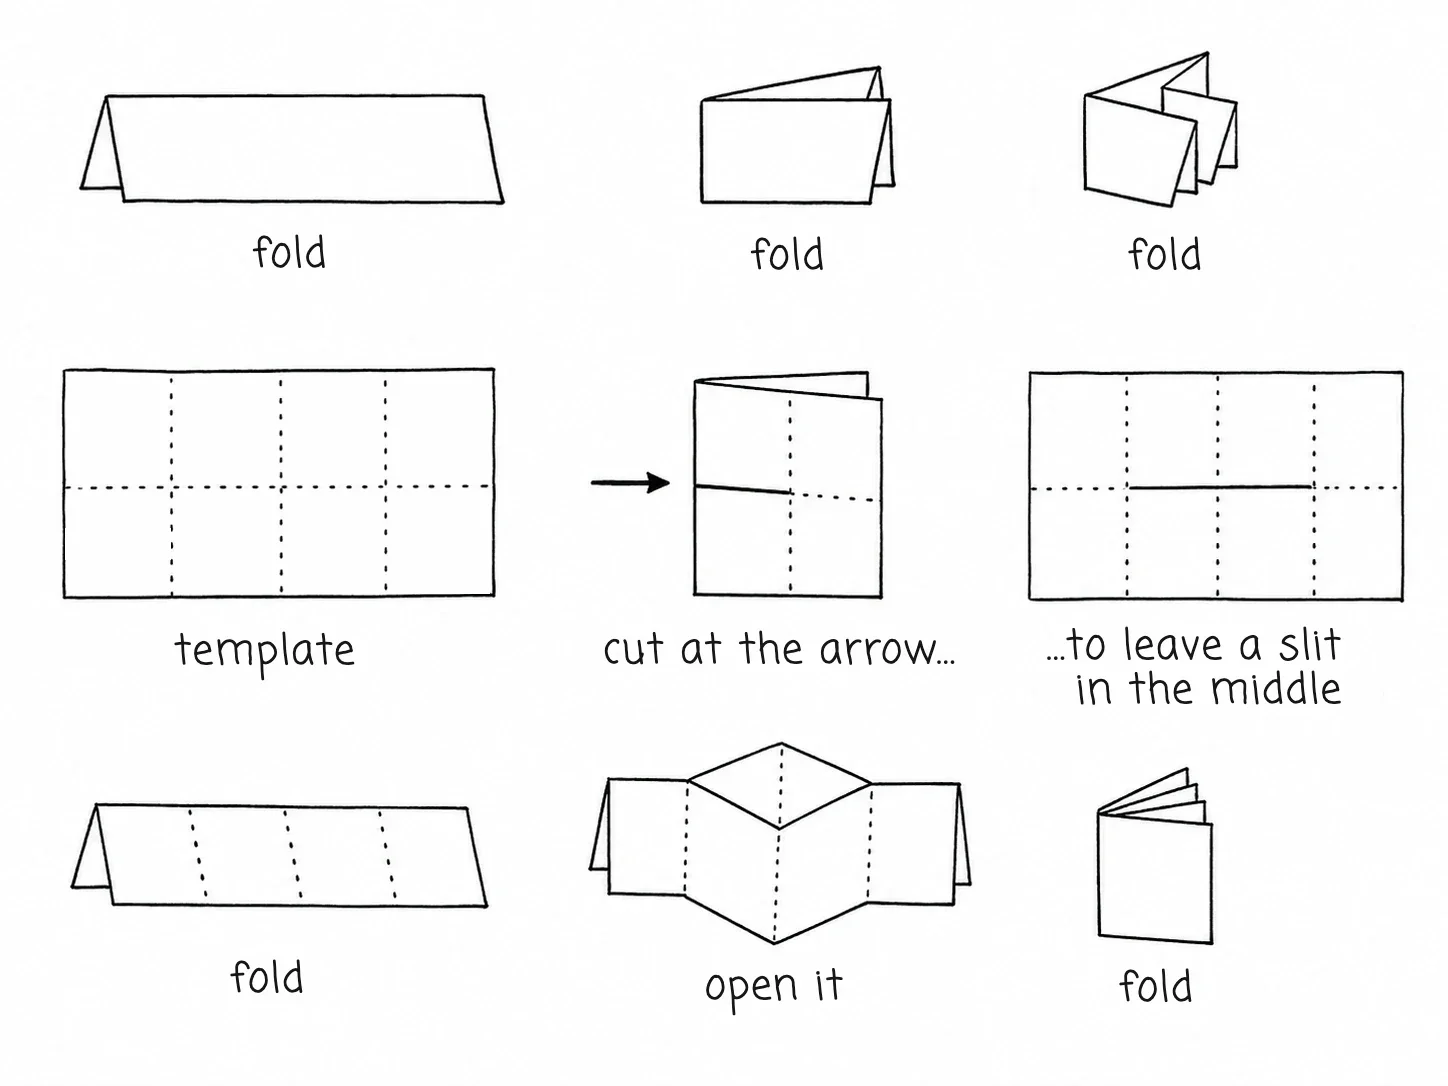 fold
fold
fold
template
cut at the arrow...
...to leave a slit
in the middle
fold
open it
fold